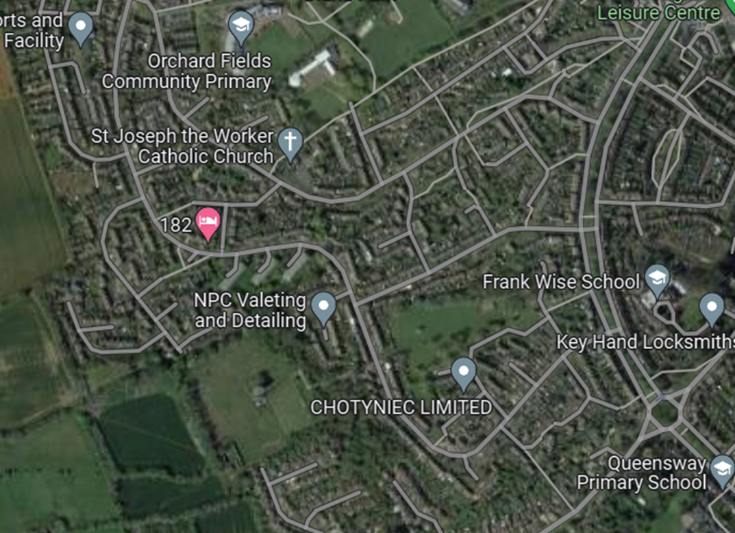 Leisure Centre
orts and
Facility
Orchard Fields
Community Primary
St Joseph the Worker
Catholic Church
182
Frank Wise School
NPC Valeting
and Detailing
Key Hand Locksmiths
CHOTYNIEC LIMITED
Queensway
Primary School